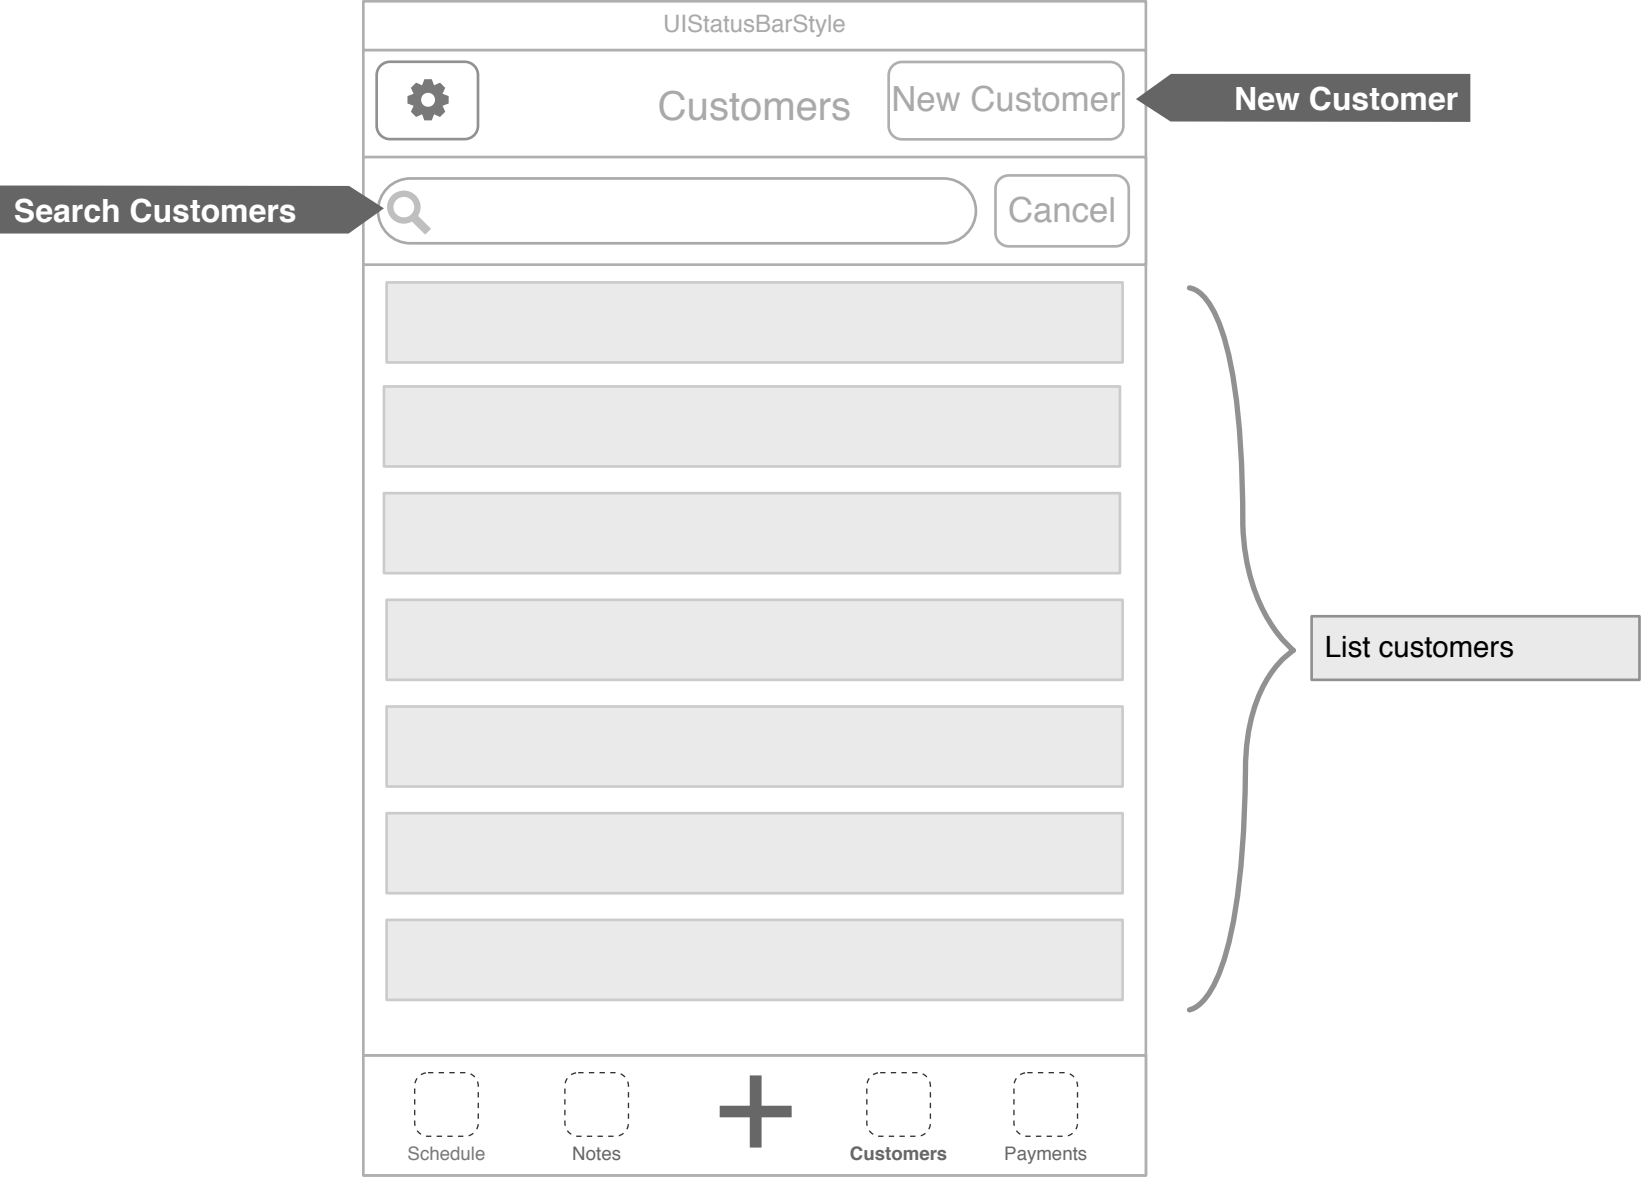 UIStatusBarStyle
Customers
New Customer
New Customer
Search Customers
Cancel
List customers
Schedule
Notes
Customers
Payments